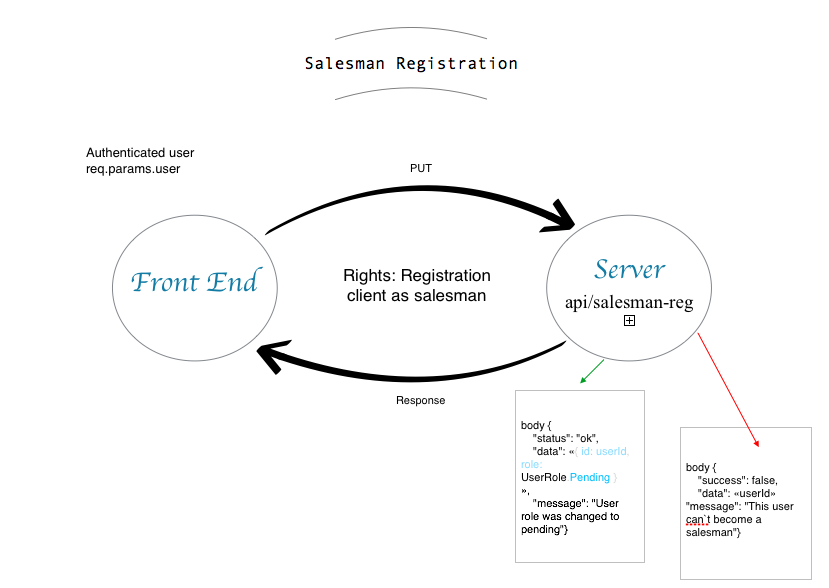 Salesman Registration
Authenticated user
req.params.user
PUT
Front End
Rights: Registration
client as salesman
Server
api/salesman-reg
Response
body {
"status": "ok",
"data": «{ id: userId,
role:
UserRole.Pending }
»,
"message": "User
role was changed to
pending"}
body {
"success": false,
"data": «userId»
"message": "This user
can`t become a
salesman"}